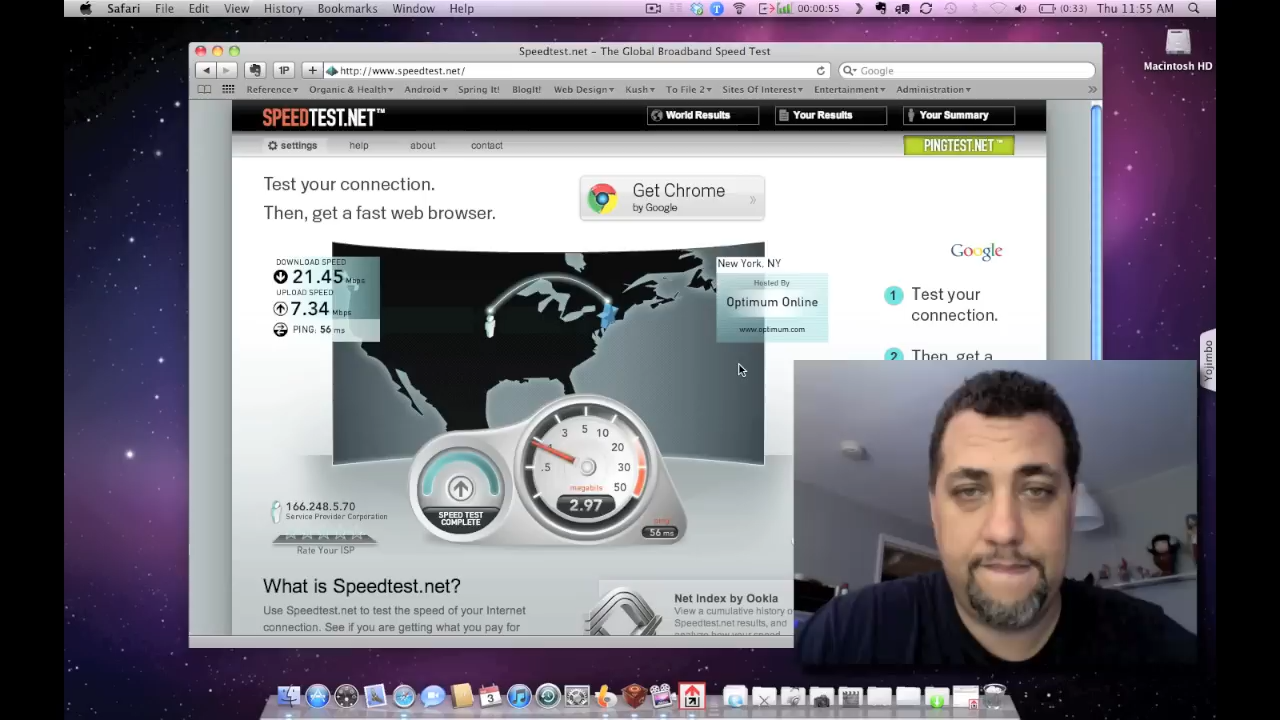 Safari File Edit View History Bookmarks Window Help
00:00:55
(0:33) Thu 11:55 AM
Macintosh HD
Speedtest.net - The Global Broadband Speed Test
1P
http://www.speedtest.net/
Google
Reference Organic & Health Android Spring It! BlogIt! Web Design Kush To File 2 Sites Of Interest Entertainment Administration
SPEEDTEST.NET™
World Results
Your Results
Your Summary
settings help about contact
PINGTEST.NET™
Test your connection.
Then, get a fast web browser.
Get Chrome
by Google
DOWNLOAD SPEED
21.45 Mbps
UPLOAD SPEED
7.34 Mbps
PING: 56 ms
New York, NY
Hosted By
Optimum Online
www.optimum.com
Google
1 Test your
connection.
2 Then, get a
Yojimbo
.5 1 3 5 10 20 30 50
megabits
2.97
SPEED TEST
COMPLETE
ping
56 ms
166.248.5.70
Service Provider Corporation
Rate Your ISP
What is Speedtest.net?
Use Speedtest.net to test the speed of your Internet
connection. See if you are getting what you pay for
Net Index by Ookla
View a cumulative history o
Speedtest.net results, and
3